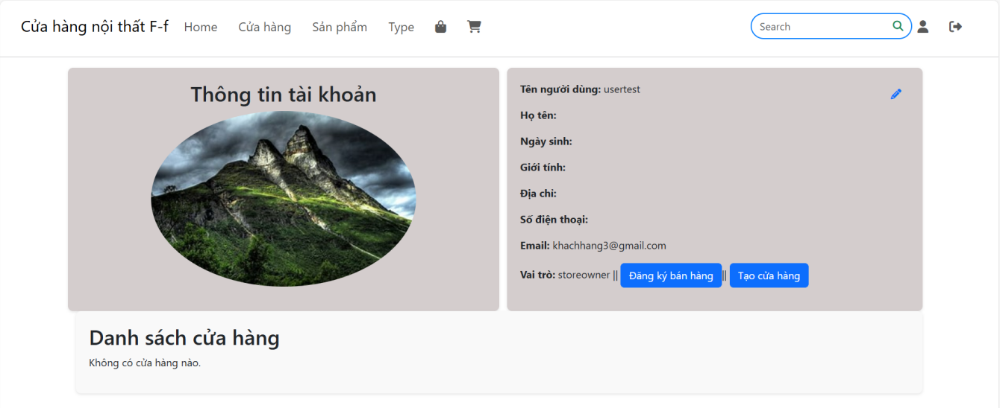 Cửa hàng nội thất F-f Home Cửa hàng Sản phẩm Type Search
Thông tin tài khoản
Tên người dùng: usertest
Họ tên:
Ngày sinh:
Giới tính:
Địa chỉ:
Số điện thoại:
Email: khachhang3@gmail.com
Vai trò: storeowner || Đăng ký bán hàng || Tạo cửa hàng
Danh sách cửa hàng
Không có cửa hàng nào.